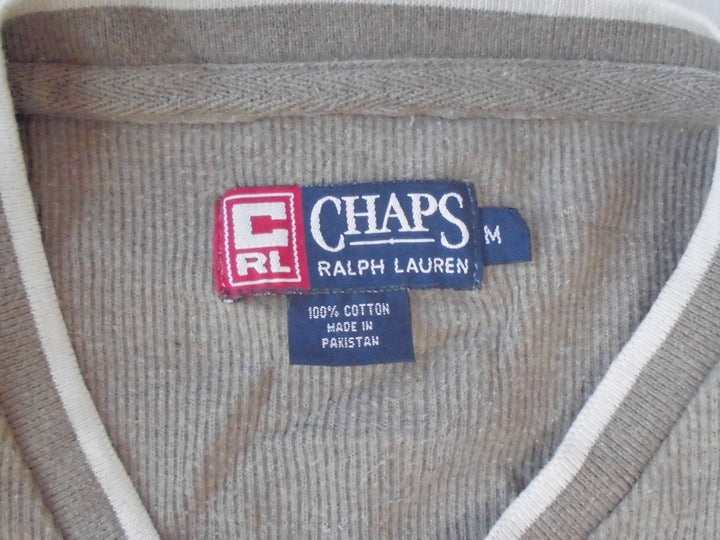 C
RL
CHAPS
RALPH LAUREN
M
100% COTTON
MADE IN
PAKISTAN